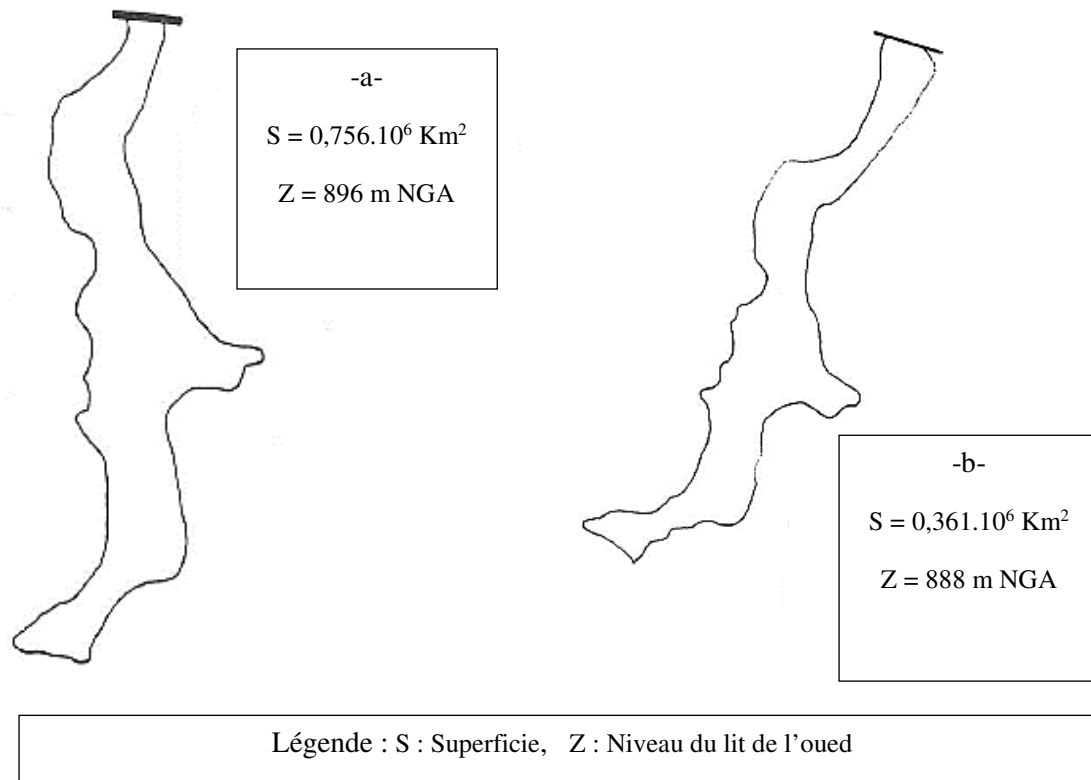 -a-
S = 0,756.10⁶ Km²
Z = 896 m NGA
-b-
S = 0,361.10⁶ Km²
Z = 888 m NGA
Légende : S : Superficie, Z : Niveau du lit de l’oued